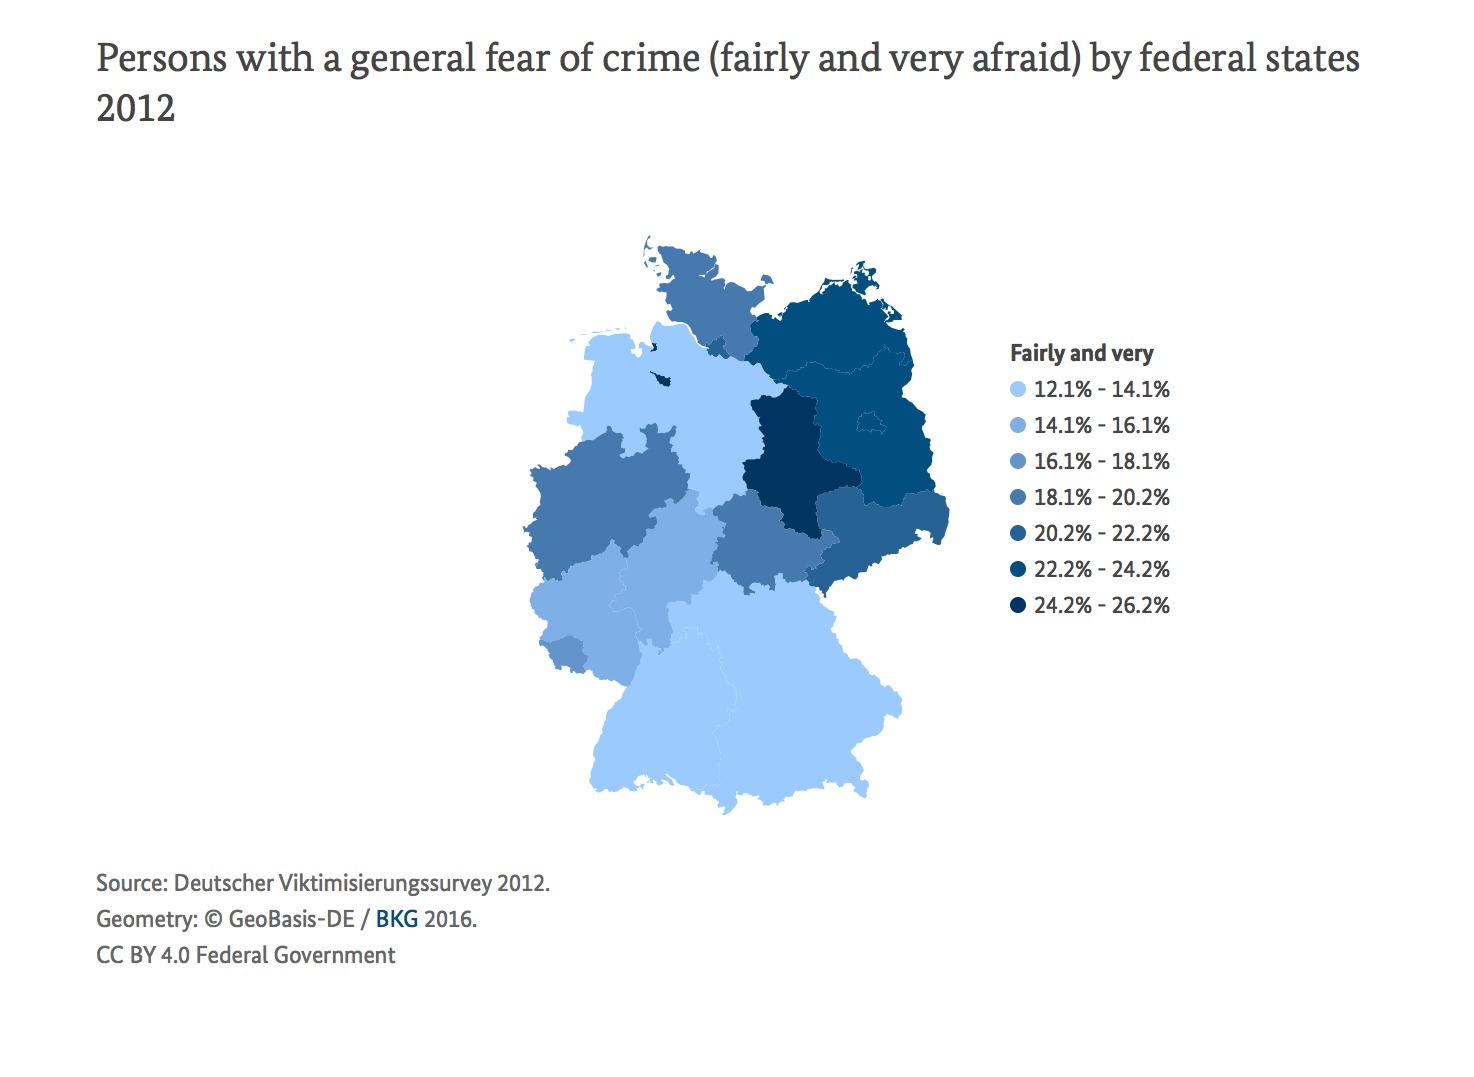 Persons with a general fear of crime (fairly and very afraid) by federal states
2012
Fairly and very
12.1% - 14.1%
14.1% - 16.1%
16.1% - 18.1%
18.1% - 20.2%
20.2% - 22.2%
22.2% - 24.2%
24.2% - 26.2%
Source: Deutscher Viktimisierungssurvey 2012.
Geometry: © GeoBasis-DE / BKG 2016.
CC BY 4.0 Federal Government